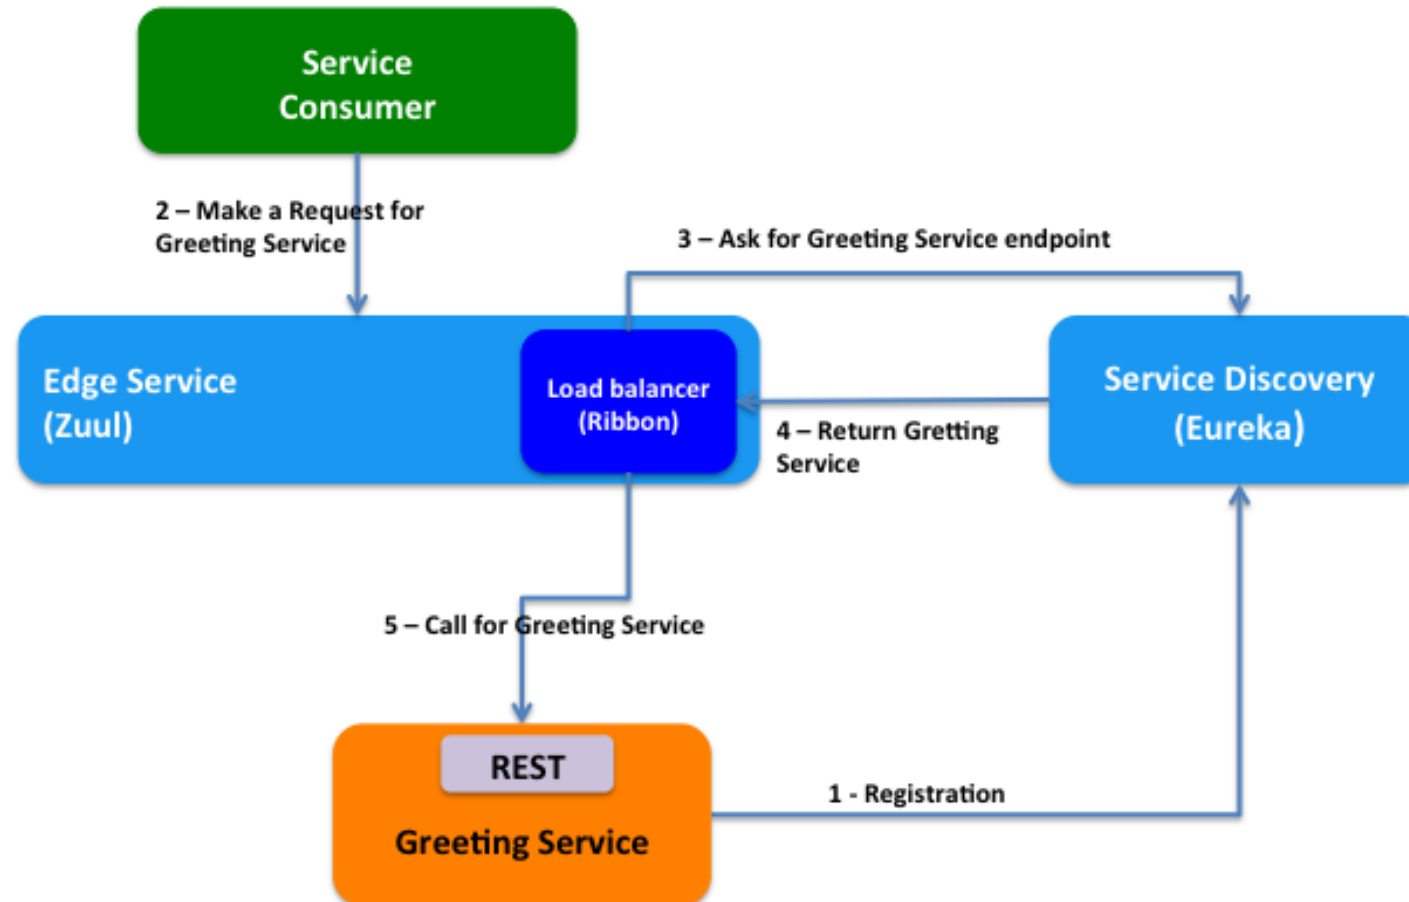 Service
Consumer
2 – Make a Request for
Greeting Service
3 – Ask for Greeting Service endpoint
Edge Service
(Zuul)
Load balancer
(Ribbon)
Service Discovery
(Eureka)
4 – Return Gretting
Service
5 – Call for Greeting Service
REST
Greeting Service
1 - Registration